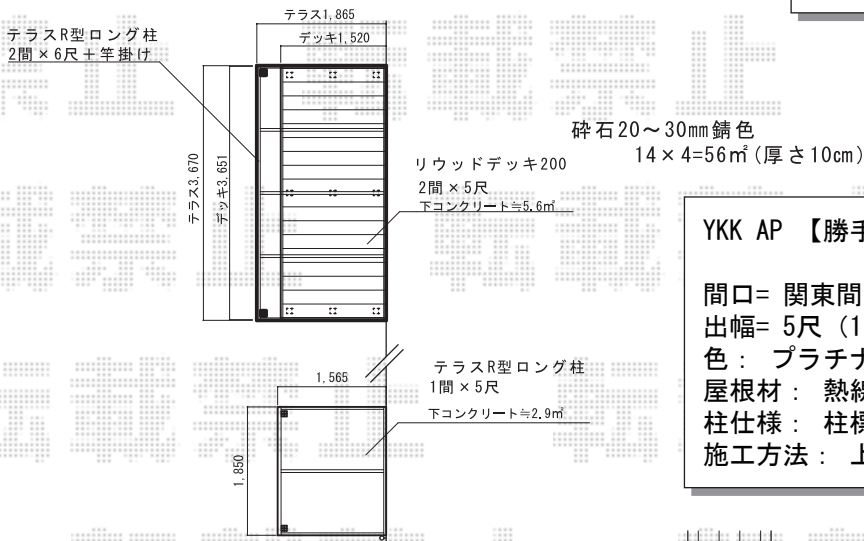 テラス1,865
デッキ1,520
テラスR型ロング柱
2間×6尺＋竿掛け
テラス3,670
デッキ3,651
砕石20～30㎜錆色
14×4=56㎡(厚さ10cm)
リウッドデッキ200
2間×5尺
下コンクリート≒5.6㎡
YKK AP 【勝手
間口= 関東間
出幅= 5尺 (1
色： プラチナ
屋根材： 熱線
柱仕様： 柱標
施工方法： 上
1,565
テラスR型ロング柱
1間×5尺
下コンクリート≒2.9㎡
1,850
転載禁止